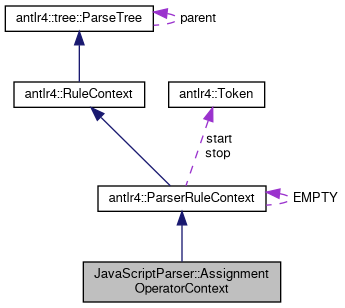 antlr4::tree::ParseTree
parent
antlr4::RuleContext
antlr4::Token
start
stop
antlr4::ParserRuleContext
EMPTY
JavaScriptParser::Assignment
OperatorContext